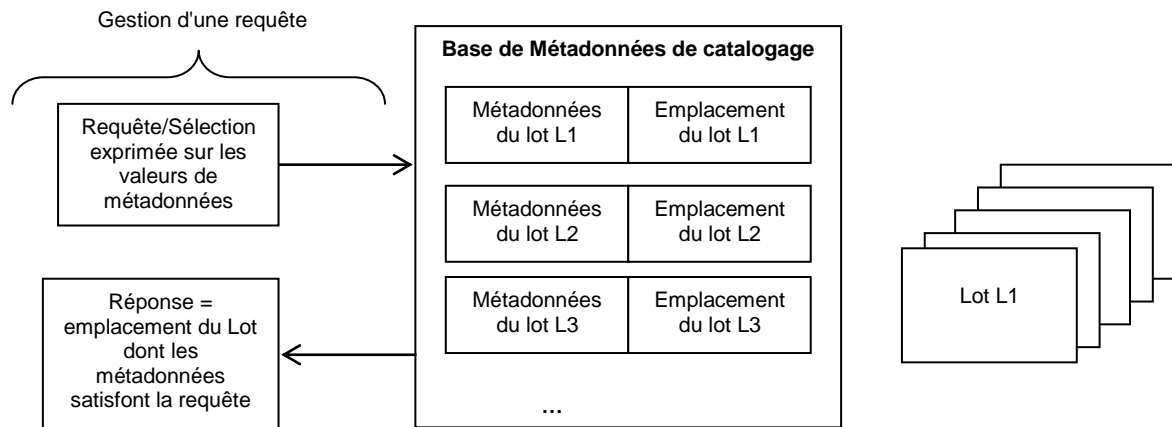 Gestion d'une requête
Requête/Sélection
exprimée sur les
valeurs de
métadonnées
Réponse =
emplacement du Lot
dont les
métadonnées
satisfont la requête
Base de Métadonnées de catalogage
Métadonnées
du lot L1
Emplacement
du lot L1
Métadonnées
du lot L2
Emplacement
du lot L2
Métadonnées
du lot L3
Emplacement
du lot L3
...
Lot L1